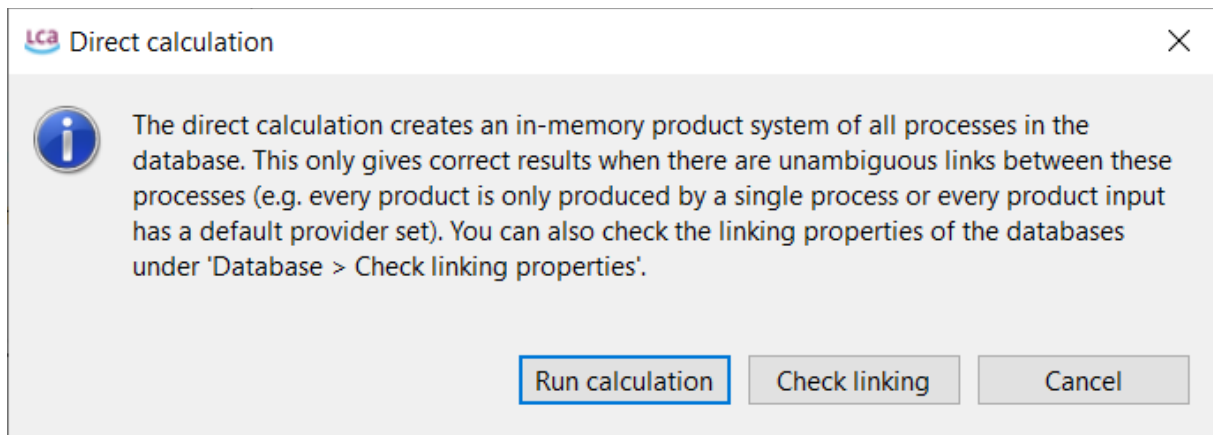 LCa Direct calculation
The direct calculation creates an in-memory product system of all processes in the
database. This only gives correct results when there are unambiguous links between these
processes (e.g. every product is only produced by a single process or every product input
has a default provider set). You can also check the linking properties of the databases
under 'Database > Check linking properties'.
Run calculation Check linking Cancel